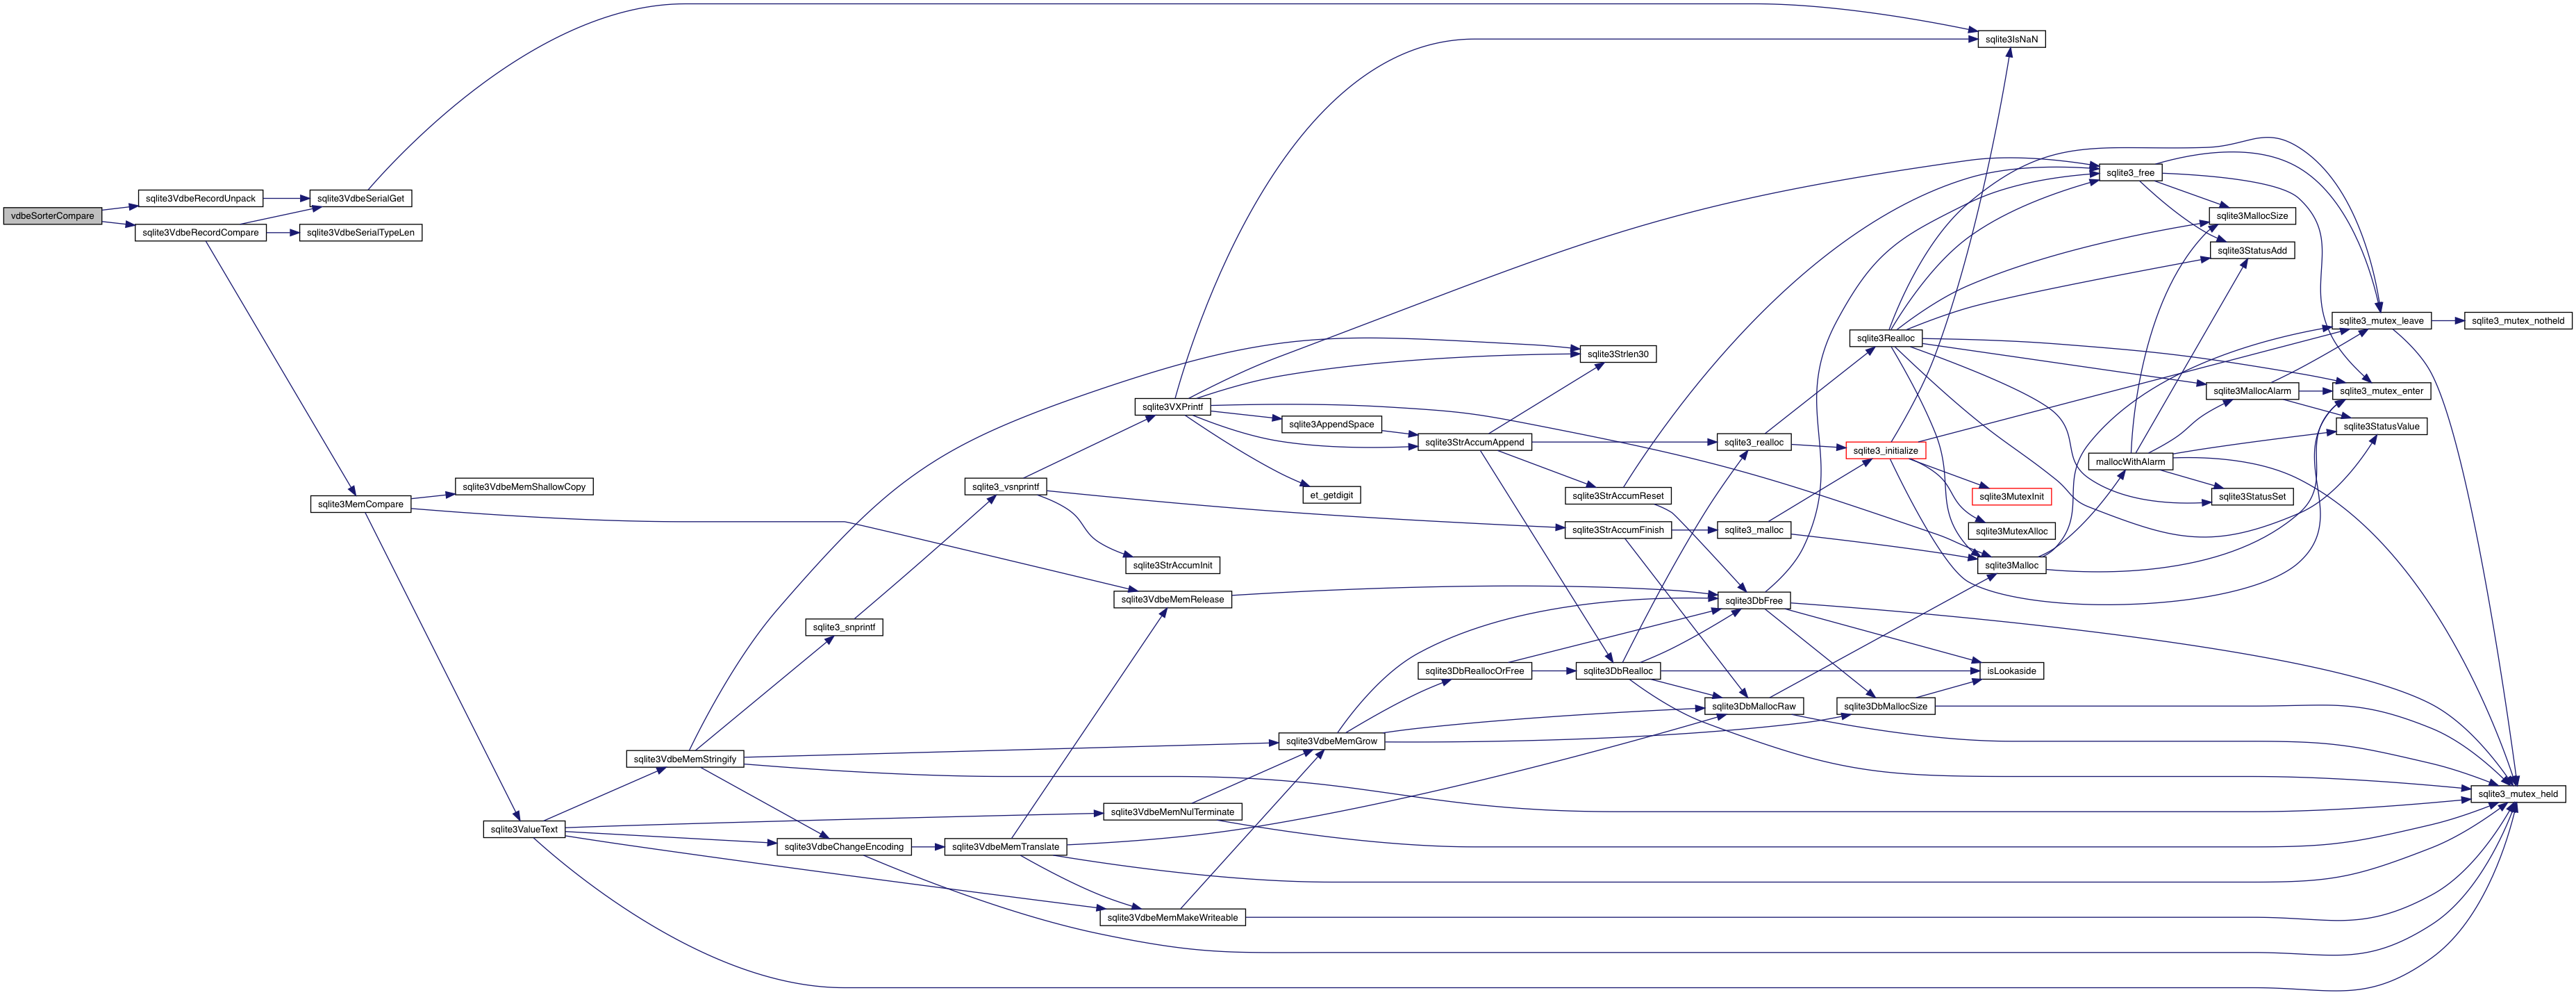 vdbeSorterCompare
sqlite3VdbeRecordUnpack
sqlite3VdbeRecordCompare
sqlite3VdbeSerialGet
sqlite3VdbeSerialTypeLen
sqlite3MemCompare
sqlite3VdbeMemShallowCopy
sqlite3ValueText
sqlite3VdbeMemStringify
sqlite3_snprintf
sqlite3VdbeChangeEncoding
sqlite3_vsnprintf
sqlite3VdbeMemTranslate
sqlite3VXPrintf
sqlite3StrAccumInit
sqlite3VdbeMemRelease
sqlite3VdbeMemNulTerminate
sqlite3VdbeMemMakeWriteable
sqlite3AppendSpace
et_getdigit
sqlite3VdbeMemGrow
sqlite3StrAccumAppend
sqlite3DbReallocOrFree
sqlite3Strlen30
sqlite3StrAccumReset
sqlite3StrAccumFinish
sqlite3DbRealloc
sqlite3_realloc
sqlite3_malloc
sqlite3DbFree
sqlite3DbMallocRaw
sqlite3Realloc
sqlite3_initialize
sqlite3DbMallocSize
sqlite3IsNaN
sqlite3MutexInit
sqlite3MutexAlloc
sqlite3Malloc
isLookaside
sqlite3_free
mallocWithAlarm
sqlite3MallocSize
sqlite3StatusAdd
sqlite3MallocAlarm
sqlite3StatusSet
sqlite3_mutex_leave
sqlite3_mutex_enter
sqlite3StatusValue
sqlite3_mutex_notheld
sqlite3_mutex_held